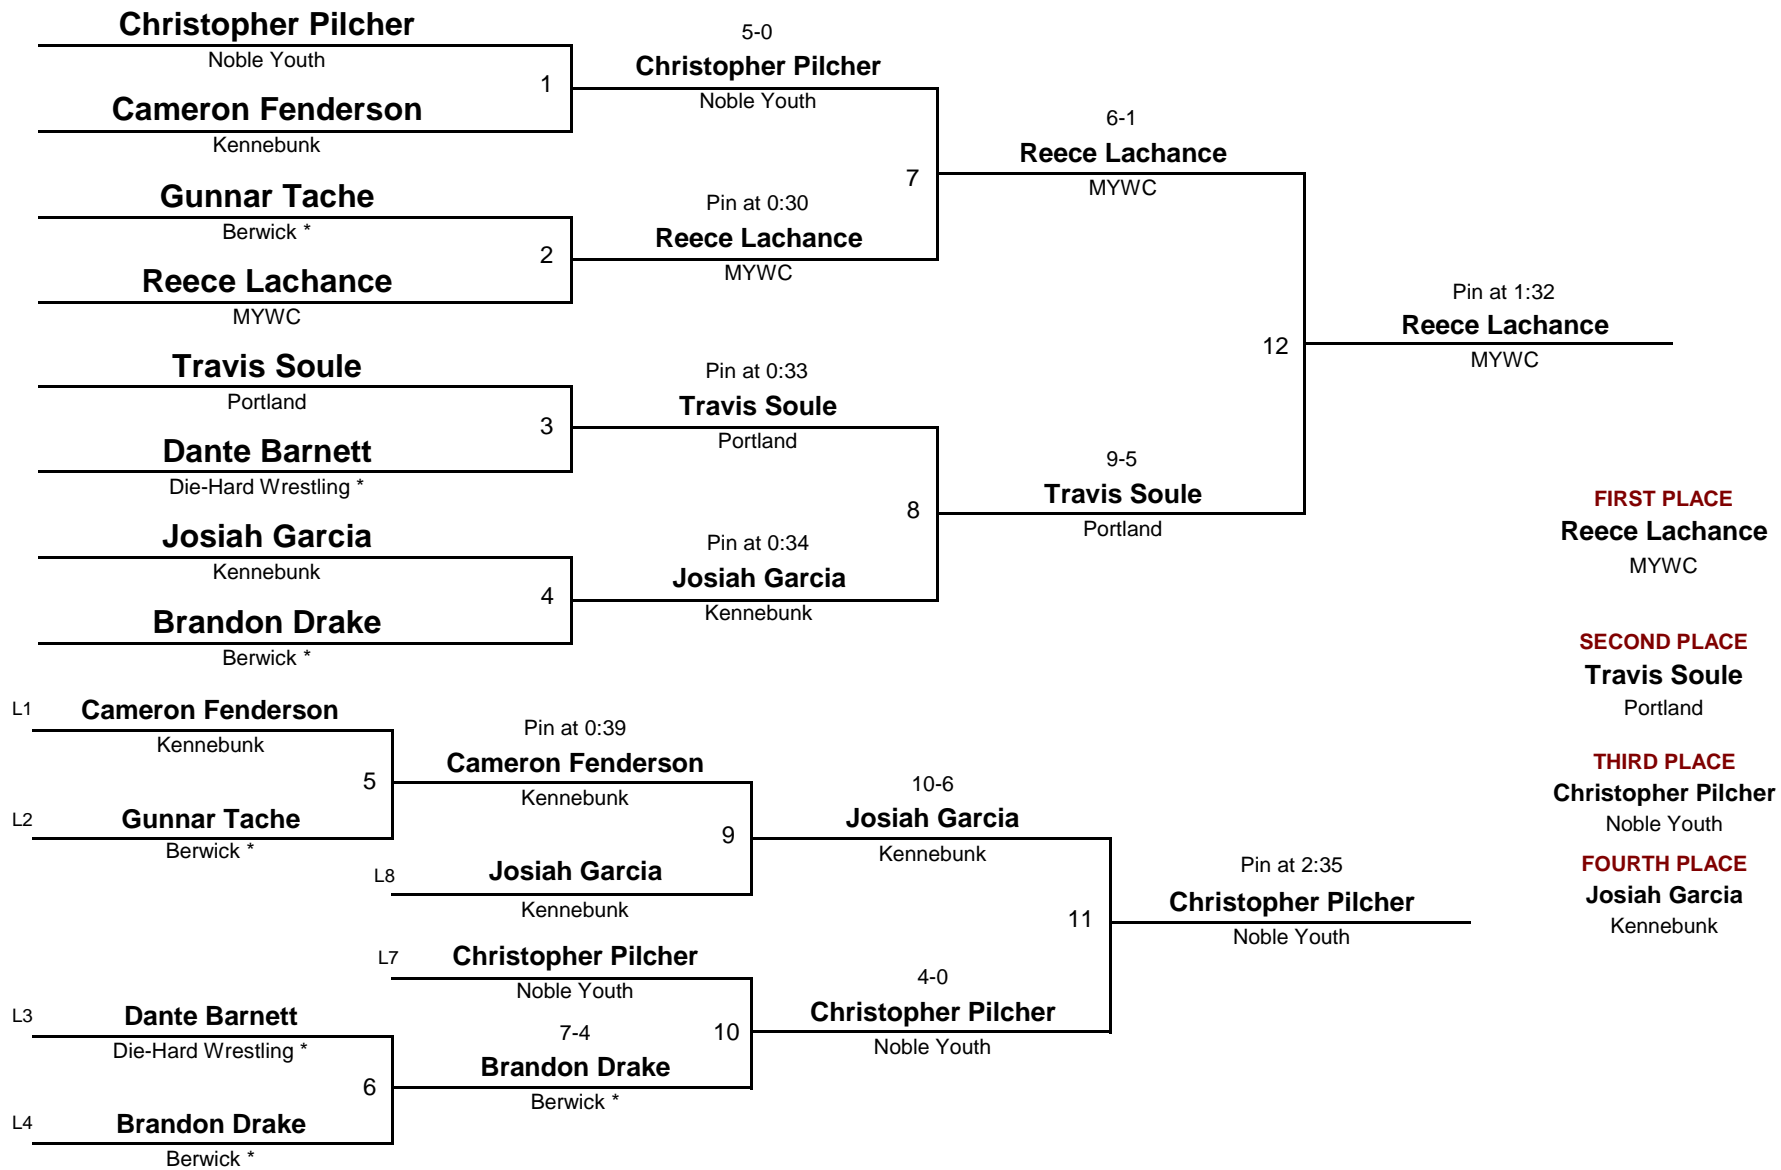 Christopher Pilcher
Noble Youth
1
Cameron Fenderson
Kennebunk
5-0
Christopher Pilcher
Noble Youth
Gunnar Tache
Berwick *
2
Reece Lachance
MYWC
Pin at 0:30
Reece Lachance
MYWC
7
6-1
Reece Lachance
MYWC
Travis Soule
Portland
3
Dante Barnett
Die-Hard Wrestling *
Pin at 0:33
Travis Soule
Portland
Josiah Garcia
Kennebunk
4
Brandon Drake
Berwick *
Pin at 0:34
Josiah Garcia
Kennebunk
8
9-5
Travis Soule
Portland
12
Pin at 1:32
Reece Lachance
MYWC
L1
Cameron Fenderson
Kennebunk
5
L2
Gunnar Tache
Berwick *
Pin at 0:39
Cameron Fenderson
Kennebunk
9
L8
Josiah Garcia
Kennebunk
10-6
Josiah Garcia
Kennebunk
L7
Christopher Pilcher
Noble Youth
10
L3
Dante Barnett
Die-Hard Wrestling *
6
L4
Brandon Drake
Berwick *
7-4
Brandon Drake
Berwick *
4-0
Christopher Pilcher
Noble Youth
11
Pin at 2:35
Christopher Pilcher
Noble Youth
FIRST PLACE
Reece Lachance
MYWC
SECOND PLACE
Travis Soule
Portland
THIRD PLACE
Christopher Pilcher
Noble Youth
FOURTH PLACE
Josiah Garcia
Kennebunk